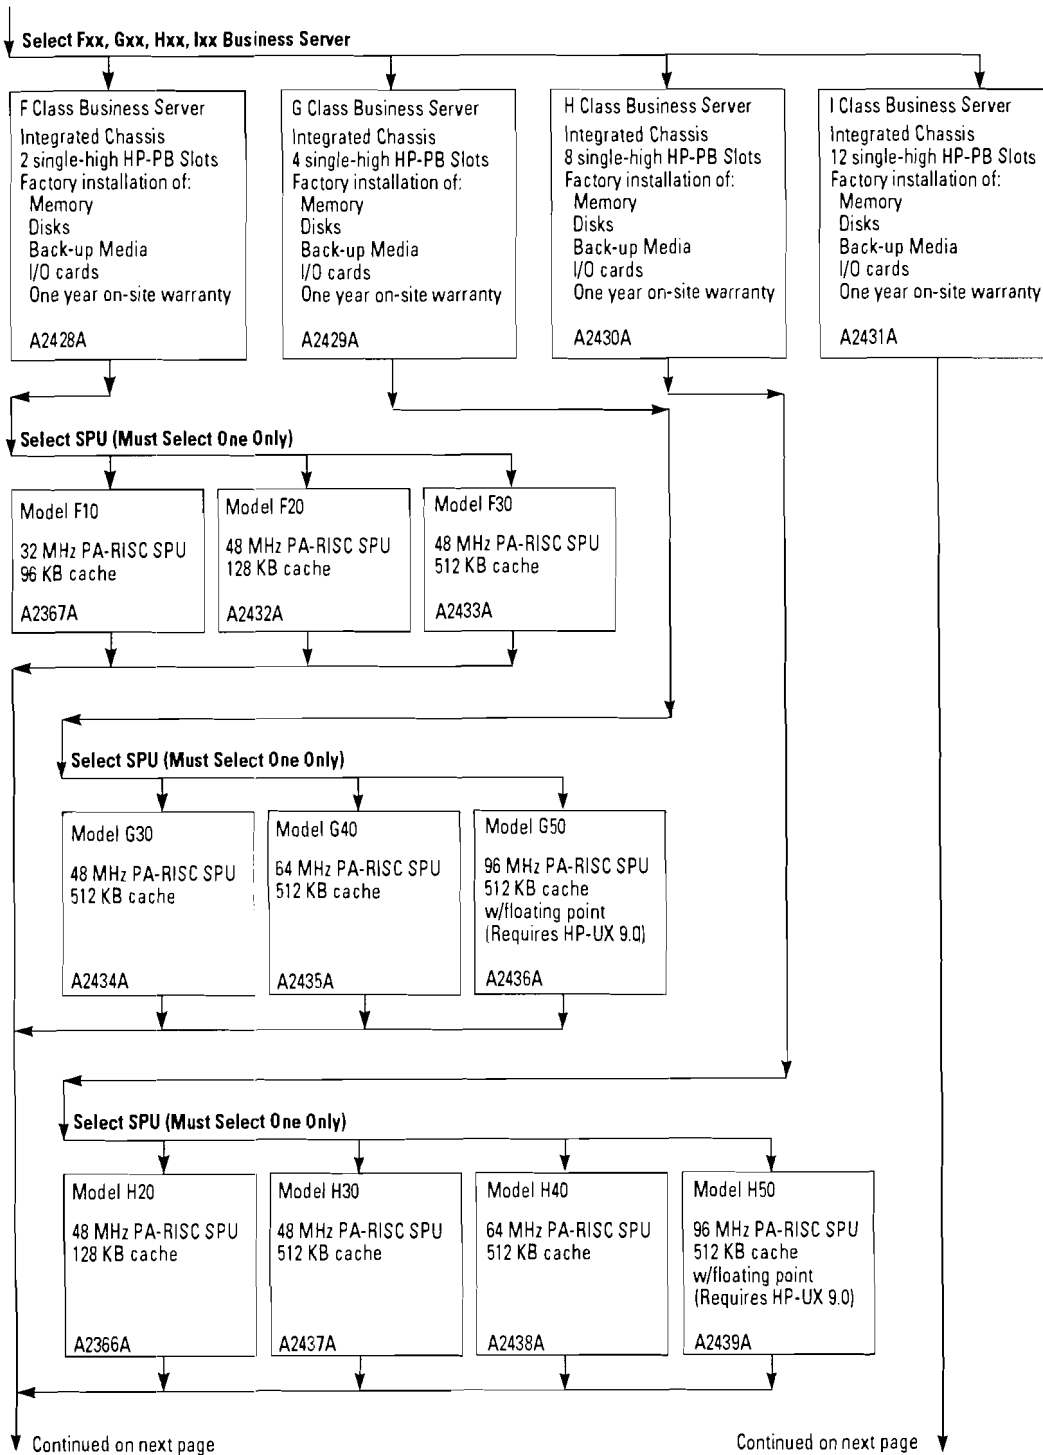 Select Fxx, Gxx, Hxx, Ixx Business Server
F Class Business Server
Integrated Chassis
2 single-high HP-PB Slots
Factory installation of:
Memory
Disks
Back-up Media
I/O cards
One year on-site warranty
A2428A
G Class Business Server
Integrated Chassis
4 single-high HP-PB Slots
Factory installation of:
Memory
Disks
Back-up Media
I/O cards
One year on-site warranty
A2429A
H Class Business Server
Integrated Chassis
8 single-high HP-PB Slots
Factory installation of:
Memory
Disks
Back-up Media
I/O cards
One year on-site warranty
A2430A
I Class Business Server
Integrated Chassis
12 single-high HP-PB Slots
Factory installation of:
Memory
Disks
Back-up Media
I/O cards
One year on-site warranty
A2431A
Select SPU (Must Select One Only)
Model F10
32 MHz PA-RISC SPU
96 KB cache
A2367A
Model F20
48 MHz PA-RISC SPU
128 KB cache
A2432A
Model F30
48 MHz PA-RISC SPU
512 KB cache
A2433A
Select SPU (Must Select One Only)
Model G30
48 MHz PA-RISC SPU
512 KB cache
A2434A
Model G40
64 MHz PA-RISC SPU
512 KB cache
A2435A
Model G50
96 MHz PA-RISC SPU
512 KB cache
w/floating point
(Requires HP-UX 9.0)
A2436A
Select SPU (Must Select One Only)
Model H20
48 MHz PA-RISC SPU
128 KB cache
A2366A
Model H30
48 MHz PA-RISC SPU
512 KB cache
A2437A
Model H40
64 MHz PA-RISC SPU
512 KB cache
A2438A
Model H50
96 MHz PA-RISC SPU
512 KB cache
w/floating point
(Requires HP-UX 9.0)
A2439A
Continued on next page
Continued on next page